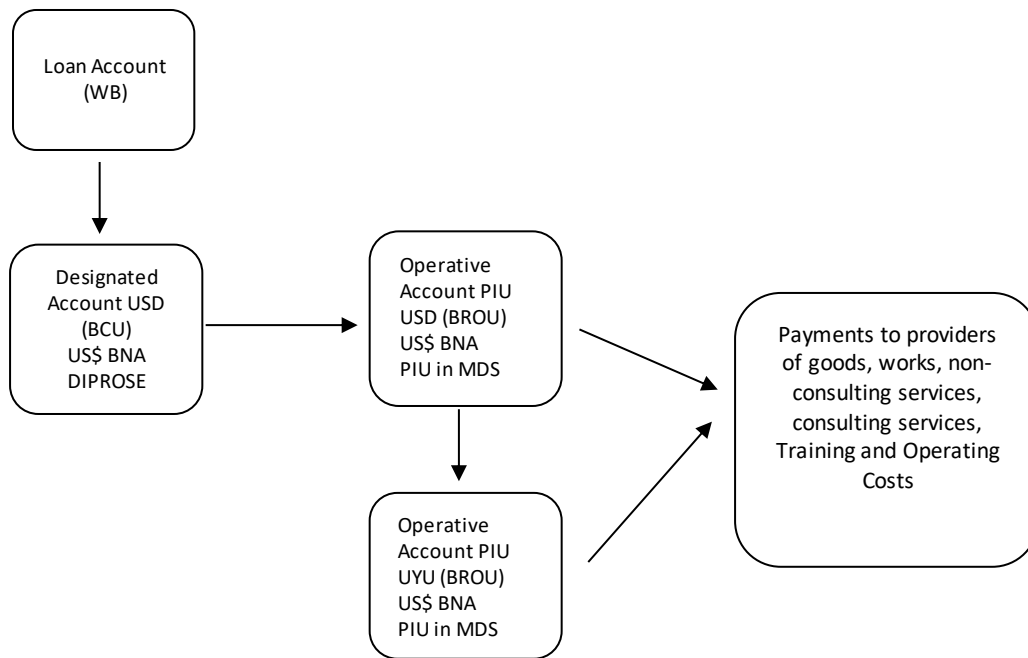 Loan Account
(WB)
Designated
Account USD
(BCU)
US$ BNA
DIPROSE
Operative
Account PIU
USD (BROU)
US$ BNA
PIU in MDS
Operative
Account PIU
UYU (BROU)
US$ BNA
PIU in MDS
Payments to providers
of goods, works, non-
consulting services,
consulting services,
Training and Operating
Costs